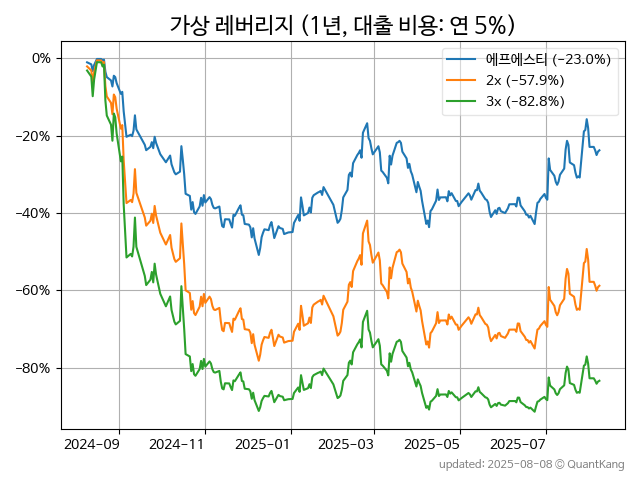 가상 레버리지 (1년, 대출 비용: 연 5%)
에프에스티 (−23.0%)
2x (−57.9%)
3x (−82.8%)
0%
−20%
−40%
−60%
−80%
2024-09 2024-11 2025-01 2025-03 2025-05 2025-07
updated: 2025-08-08 © QuantKang